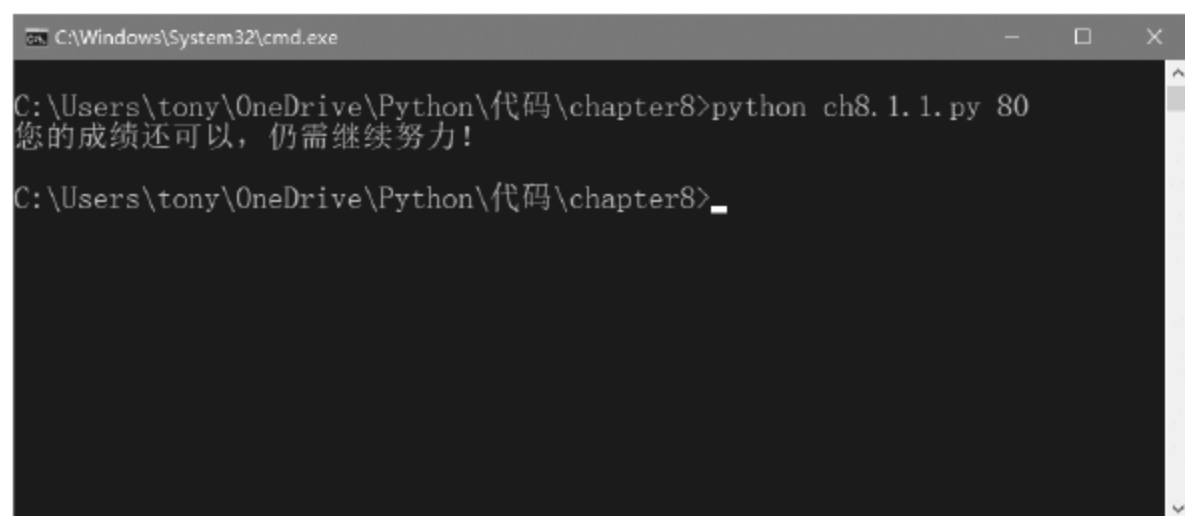 C:\Windows\System32\cmd.exe
C:\Users\tony\OneDrive\Python\代码\chapter8>python ch8.1.1.py 80
您的成绩还可以，仍需继续努力！
C:\Users\tony\OneDrive\Python\代码\chapter8>